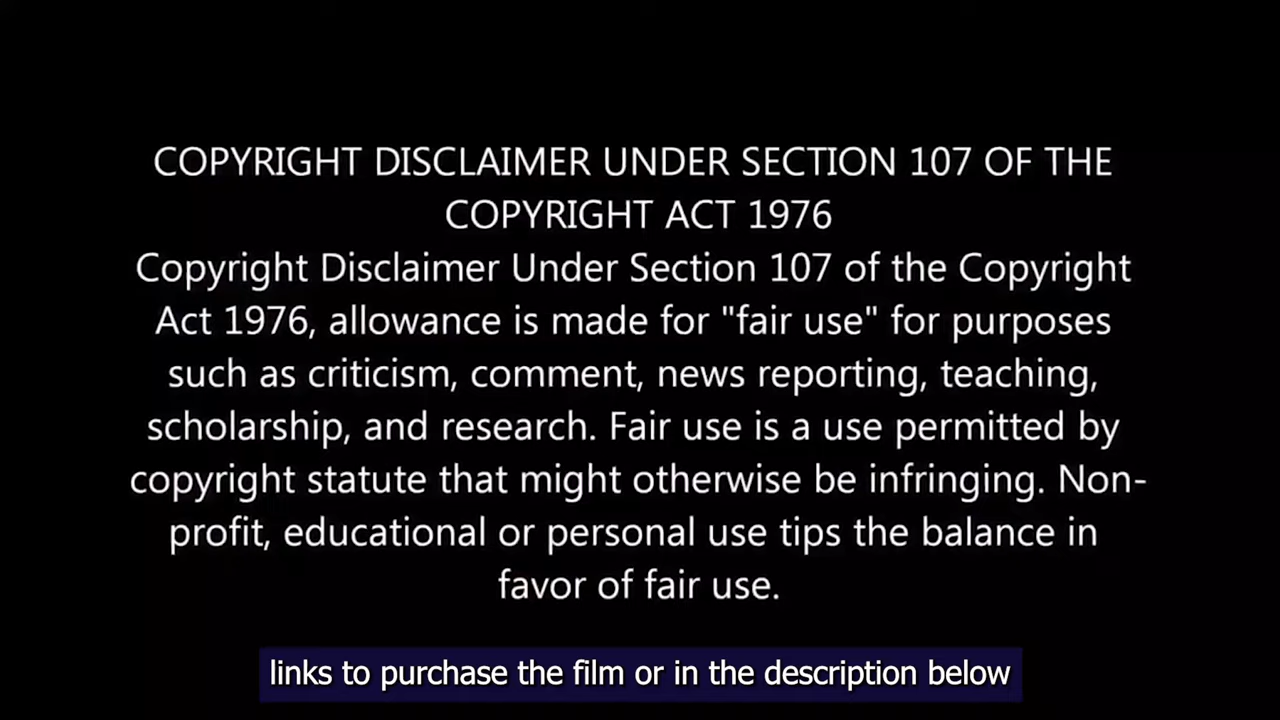 COPYRIGHT DISCLAIMER UNDER SECTION 107 OF THE
COPYRIGHT ACT 1976
Copyright Disclaimer Under Section 107 of the Copyright
Act 1976, allowance is made for "fair use" for purposes
such as criticism, comment, news reporting, teaching,
scholarship, and research. Fair use is a use permitted by
copyright statute that might otherwise be infringing. Non-
profit, educational or personal use tips the balance in
favor of fair use.
links to purchase the film or in the description below